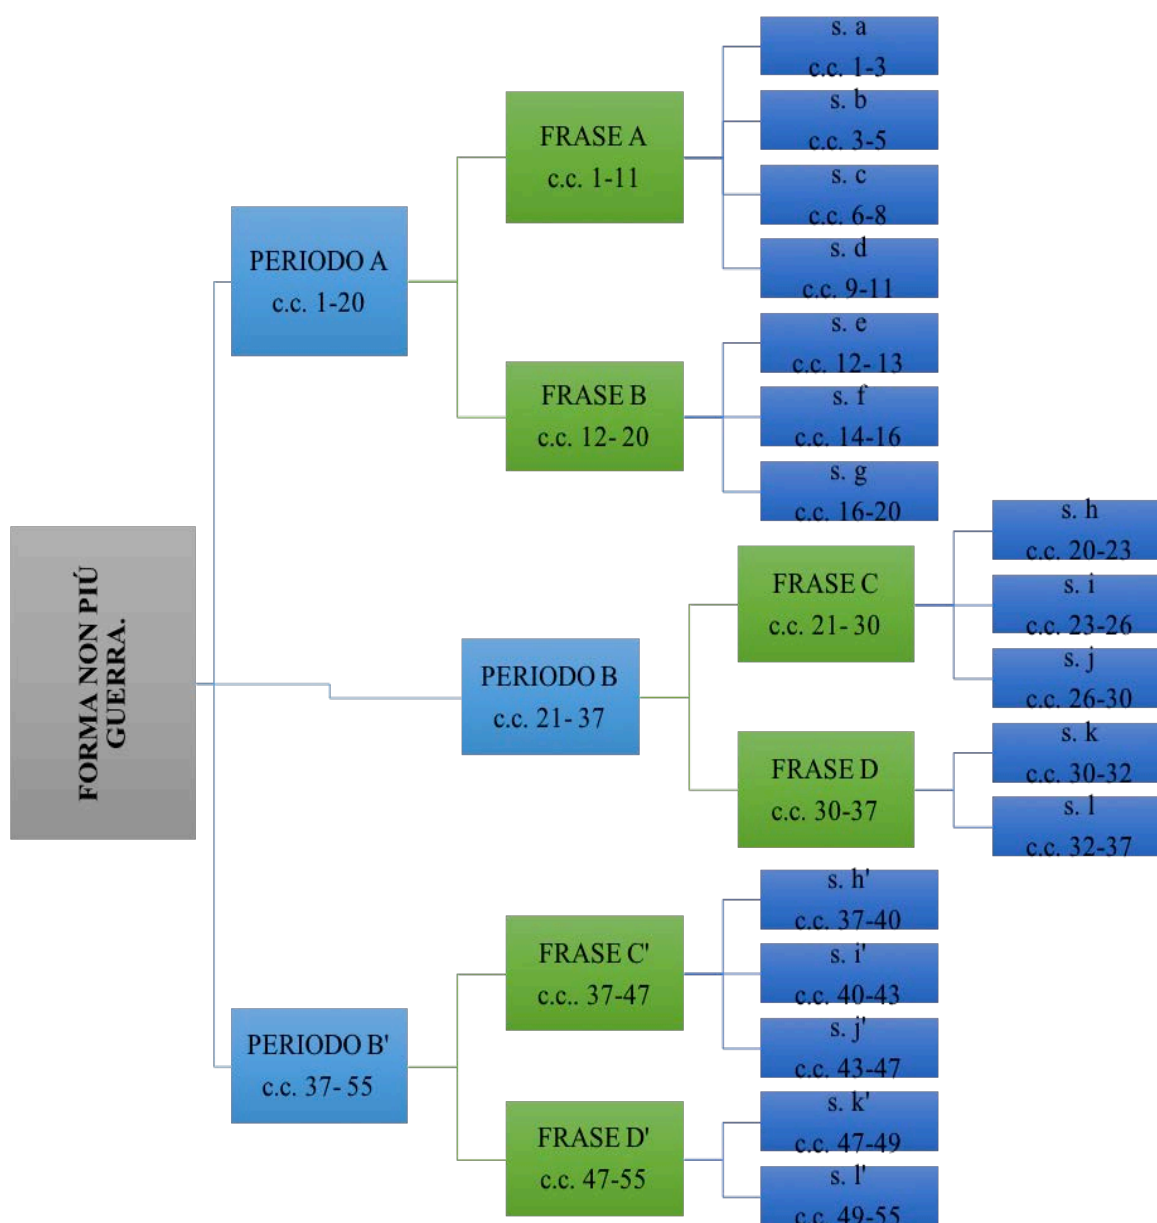 FORMA NON PIÚ
GUERRA.
PERIODO A
c.c. 1-20
FRASE A
c.c. 1-11
s. a
c.c. 1-3
s. b
c.c. 3-5
s. c
c.c. 6-8
s. d
c.c. 9-11
FRASE B
c.c. 12- 20
s. e
c.c. 12- 13
s. f
c.c. 14-16
s. g
c.c. 16-20
PERIODO B
c.c. 21- 37
FRASE C
c.c. 21- 30
s. h
c.c. 20-23
s. i
c.c. 23-26
s. j
c.c. 26-30
FRASE D
c.c. 30-37
s. k
c.c. 30-32
s. l
c.c. 32-37
PERIODO B'
c.c. 37- 55
FRASE C'
c.c.. 37-47
s. h'
c.c. 37-40
s. i'
c.c. 40-43
s. j'
c.c. 43-47
FRASE D'
c.c. 47-55
s. k'
c.c. 47-49
s. l'
c.c. 49-55